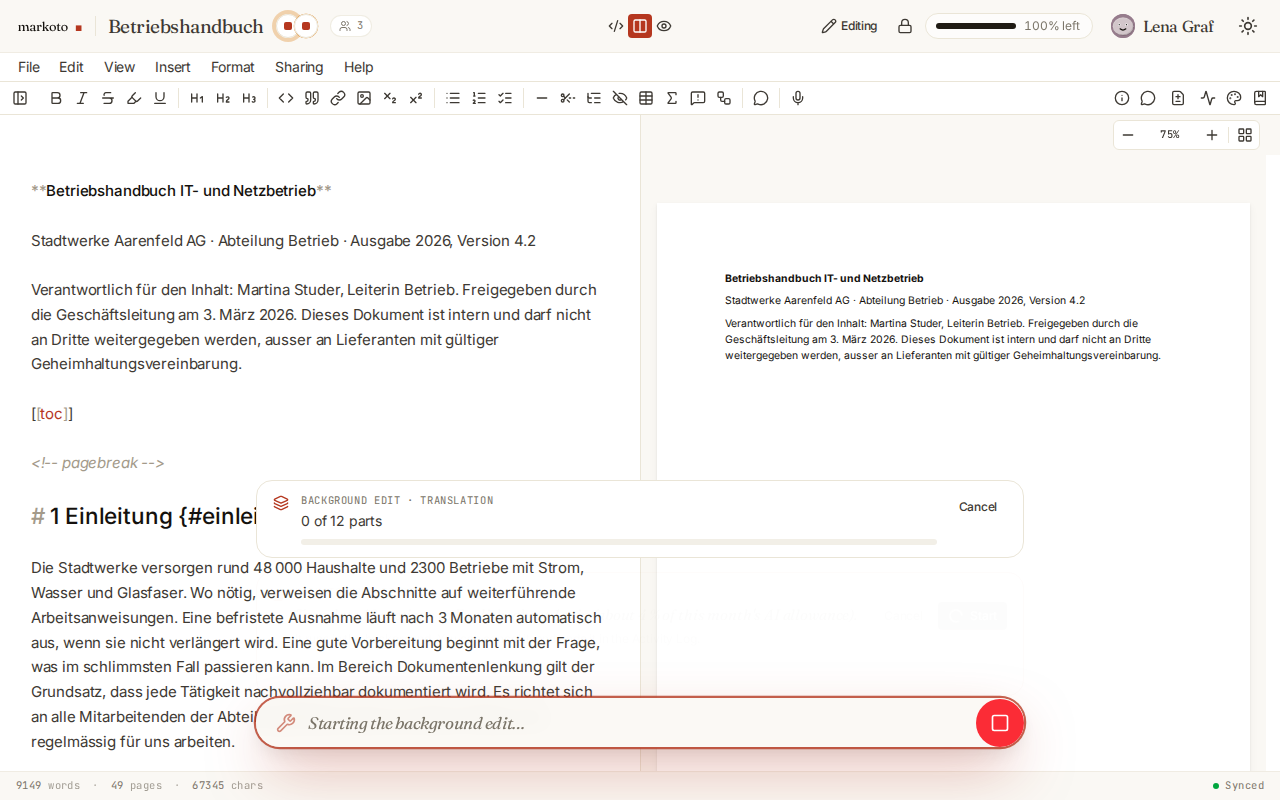 markoto
Betriebshandbuch
3
Editing
100% left
Lena Graf
File Edit View Insert Format Sharing Help
H1 H2 H3
75%
**Betriebshandbuch IT- und Netzbetrieb**
Stadtwerke Aarenfeld AG · Abteilung Betrieb · Ausgabe 2026, Version 4.2
Verantwortlich für den Inhalt: Martina Studer, Leiterin Betrieb. Freigegeben durch
die Geschäftsleitung am 3. März 2026. Dieses Dokument ist intern und darf nicht
an Dritte weitergegeben werden, ausser an Lieferanten mit gültiger
Geheimhaltungsvereinbarung.
[[toc]]
<!-- pagebreak -->
# 1 Einleitung {#einlei
Die Stadtwerke versorgen rund 48 000 Haushalte und 2300 Betriebe mit Strom,
Wasser und Glasfaser. Wo nötig, verweisen die Abschnitte auf weiterführende
Arbeitsanweisungen. Eine befristete Ausnahme läuft nach 3 Monaten automatisch
aus, wenn sie nicht verlängert wird. Eine gute Vorbereitung beginnt mit der Frage,
was im schlimmsten Fall passieren kann. Im Bereich Dokumentenlenkung gilt der
Grundsatz, dass jede Tätigkeit nachvollziehbar dokumentiert wird. Es richtet sich
an alle Mitarbeitenden der Abtei
regelmässig für uns arbeiten.
Betriebshandbuch IT- und Netzbetrieb
Stadtwerke Aarenfeld AG · Abteilung Betrieb · Ausgabe 2026, Version 4.2
Verantwortlich für den Inhalt: Martina Studer, Leiterin Betrieb. Freigegeben durch die
Geschäftsleitung am 3. März 2026. Dieses Dokument ist intern und darf nicht an Dritte
weitergegeben werden, ausser an Lieferanten mit gültiger Geheimhaltungsvereinbarung.
BACKGROUND EDIT · TRANSLATION
0 of 12 parts
Cancel
Starting the background edit...
9149 words · 49 pages · 67345 chars
Synced